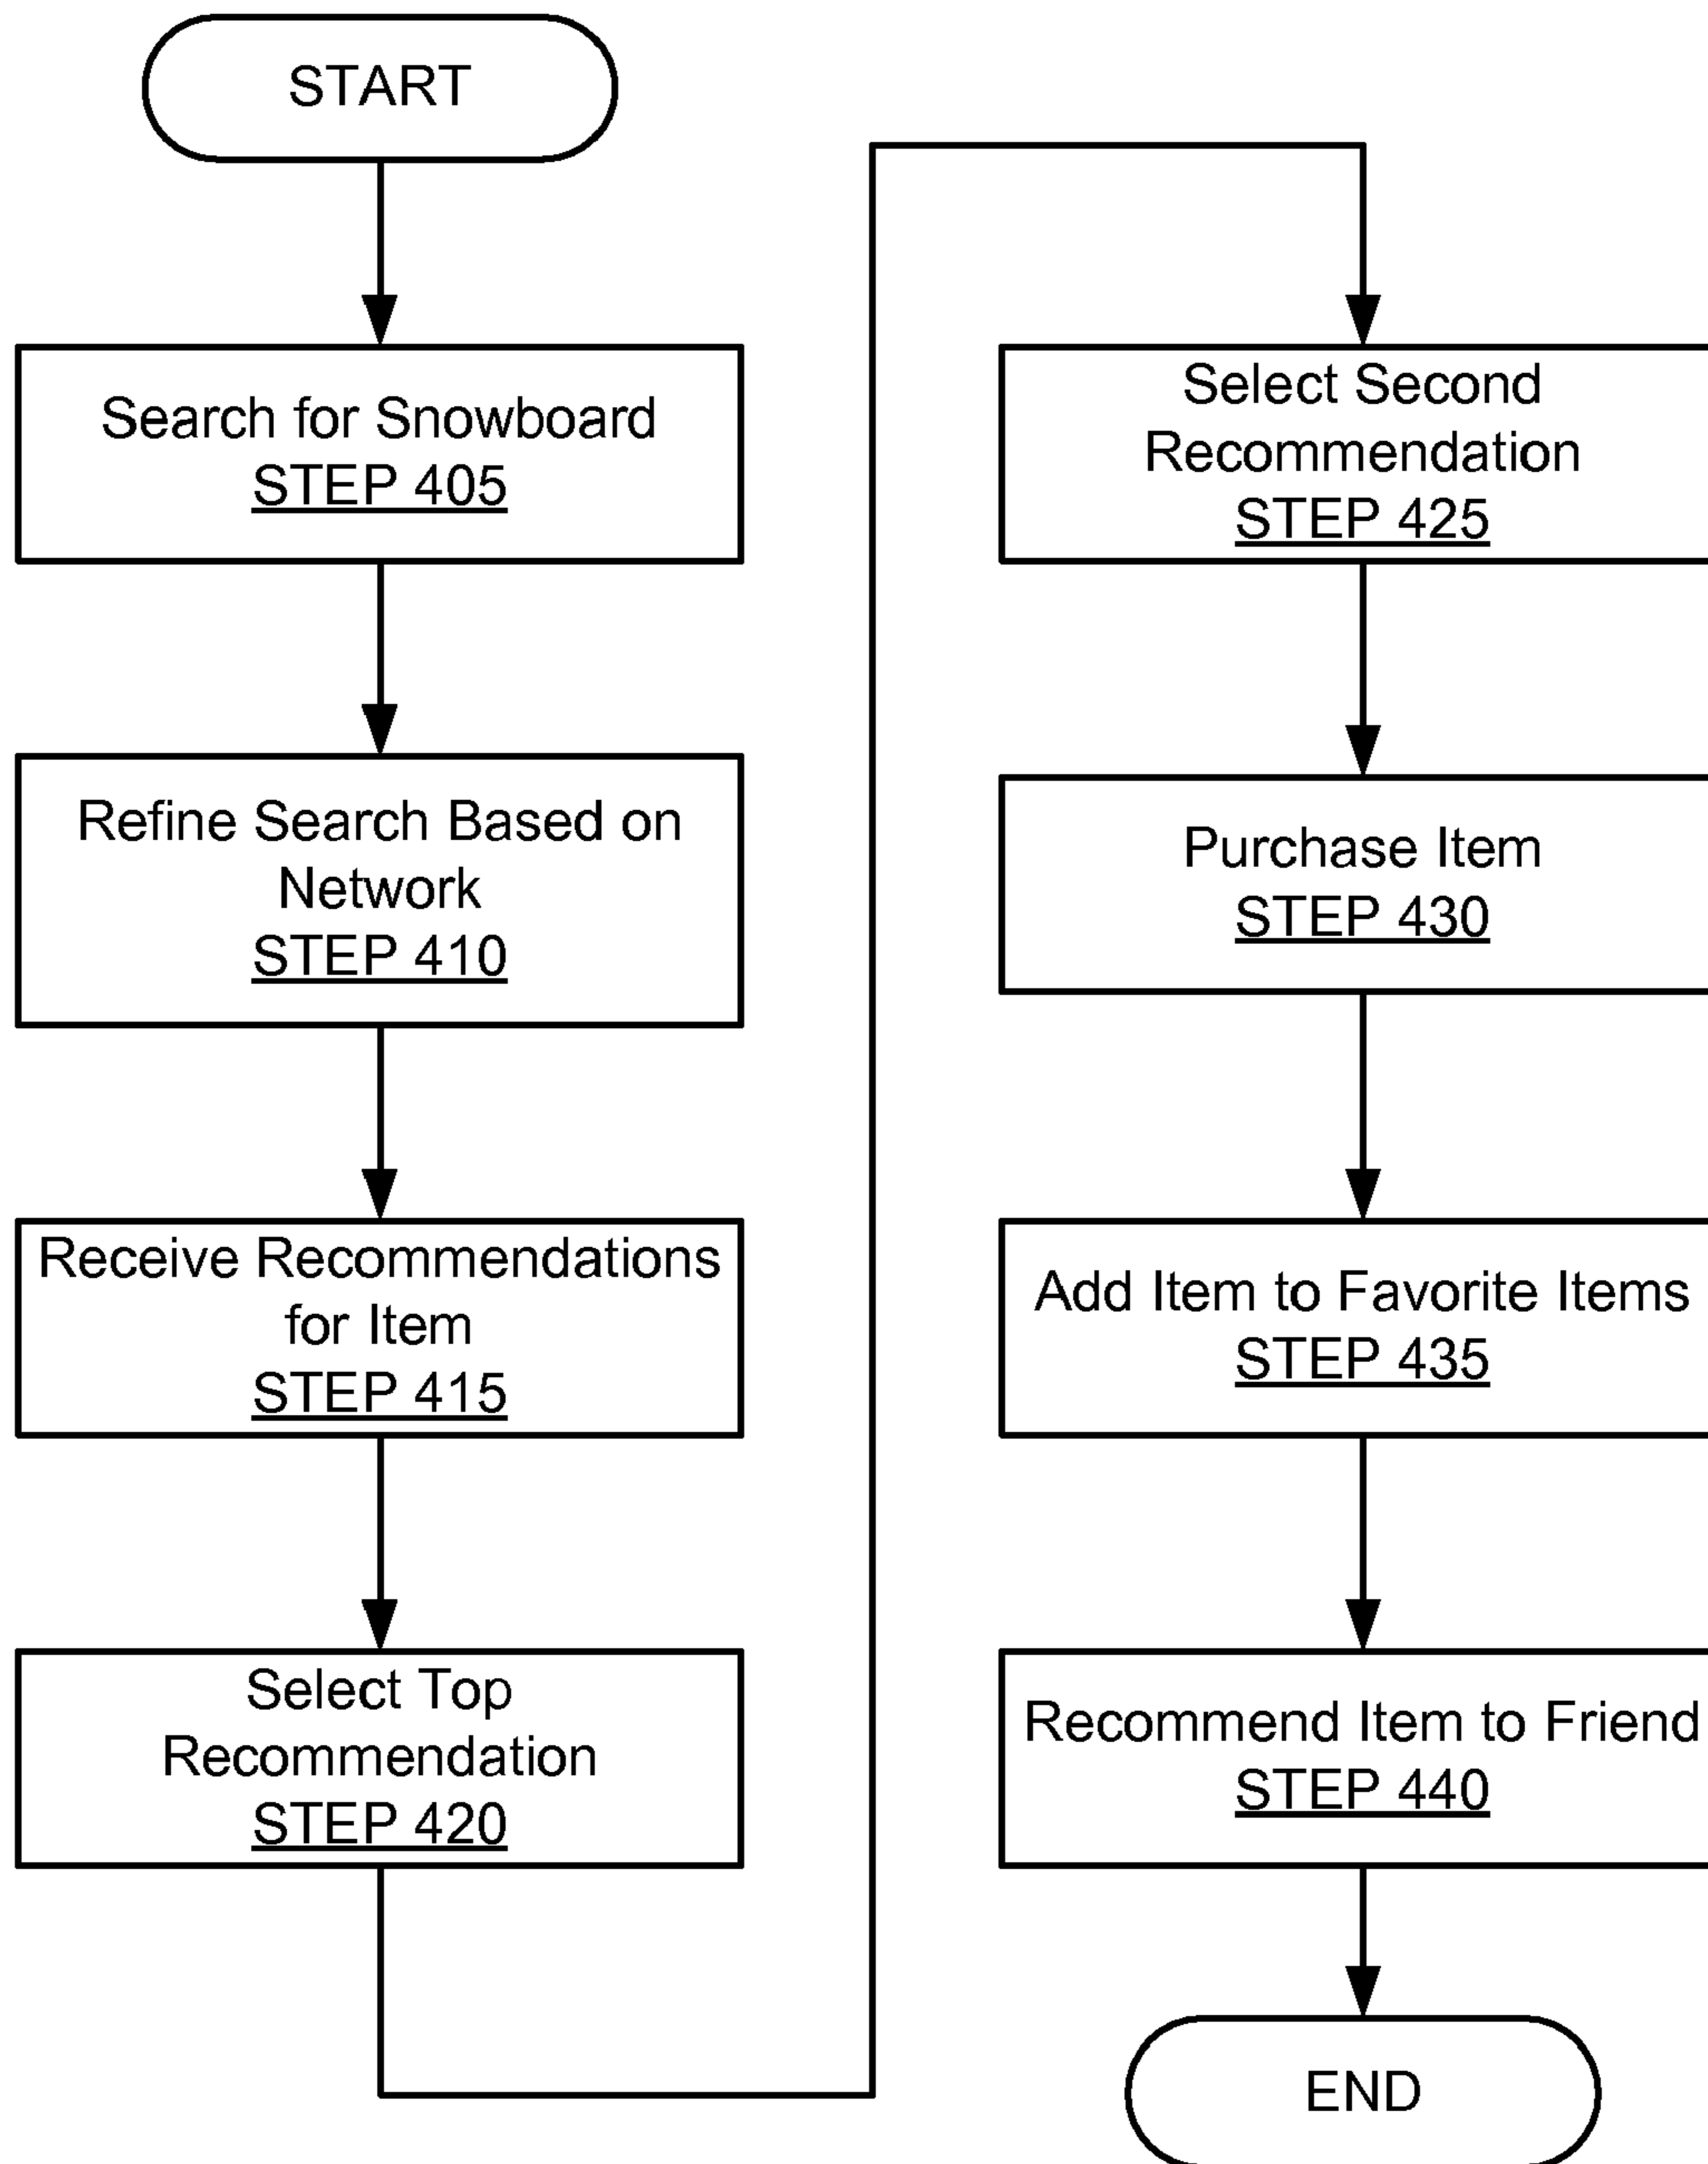 START
Search for Snowboard
STEP 405
Refine Search Based on
Network
STEP 410
Receive Recommendations
for Item
STEP 415
Select Top
Recommendation
STEP 420
Select Second
Recommendation
STEP 425
Purchase Item
STEP 430
Add Item to Favorite Items
STEP 435
Recommend Item to Friend
STEP 440
END